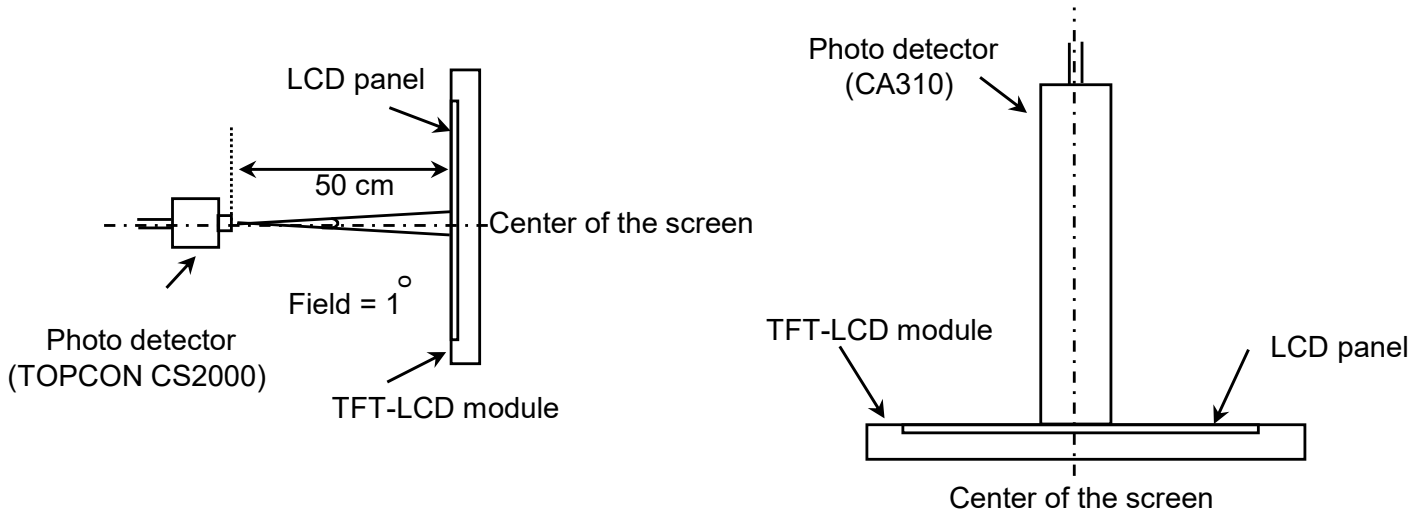 LCD panel
50 cm
Center of the screen
Field = 1°
Photo detector
(TOPCON CS2000)
TFT-LCD module
Photo detector
(CA310)
TFT-LCD module
LCD panel
Center of the screen